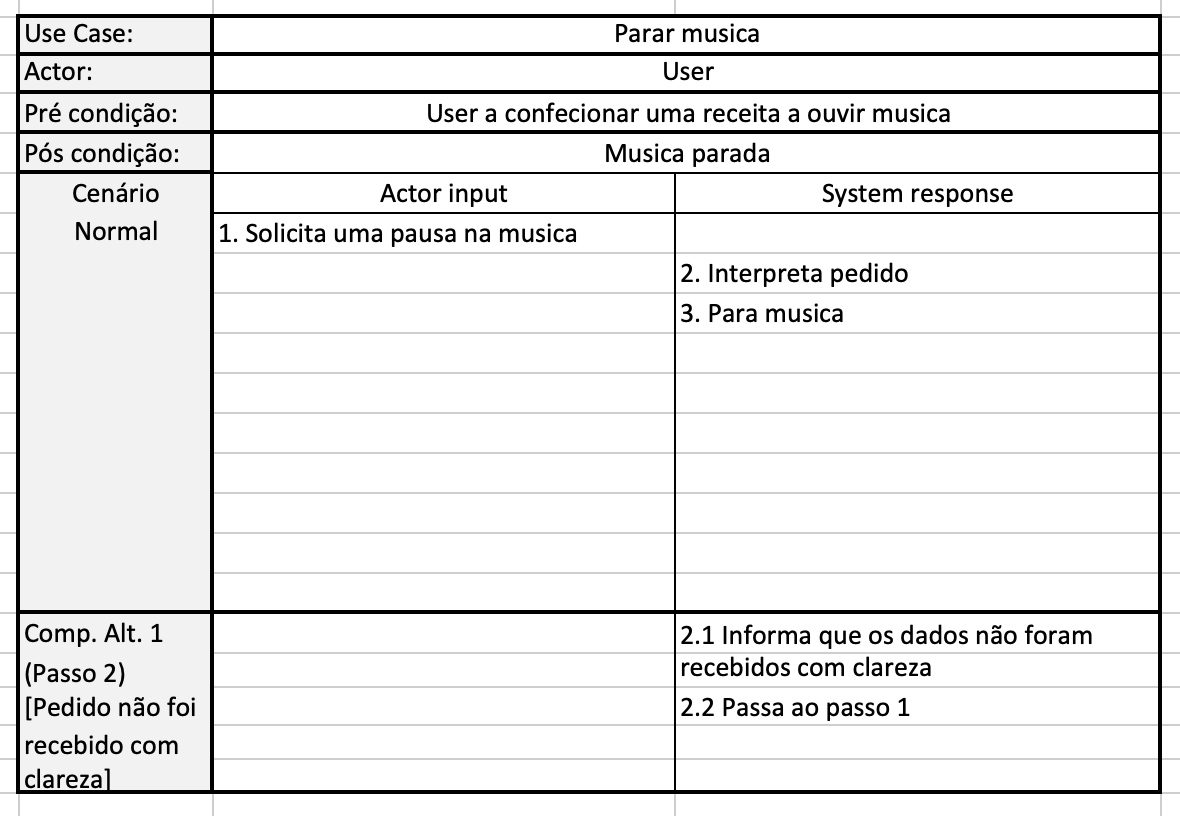 Use Case:
Parar musica
Actor:
User
Pré condição:
User a confecionar uma receita a ouvir musica
Pós condição:
Musica parada
Cenário
Normal
Actor input
System response
1. Solicita uma pausa na musica
2. Interpreta pedido
3. Para musica
Comp. Alt. 1
(Passo 2)
[Pedido não foi
recebido com
clareza]
2.1 Informa que os dados não foram
recebidos com clareza
2.2 Passa ao passo 1